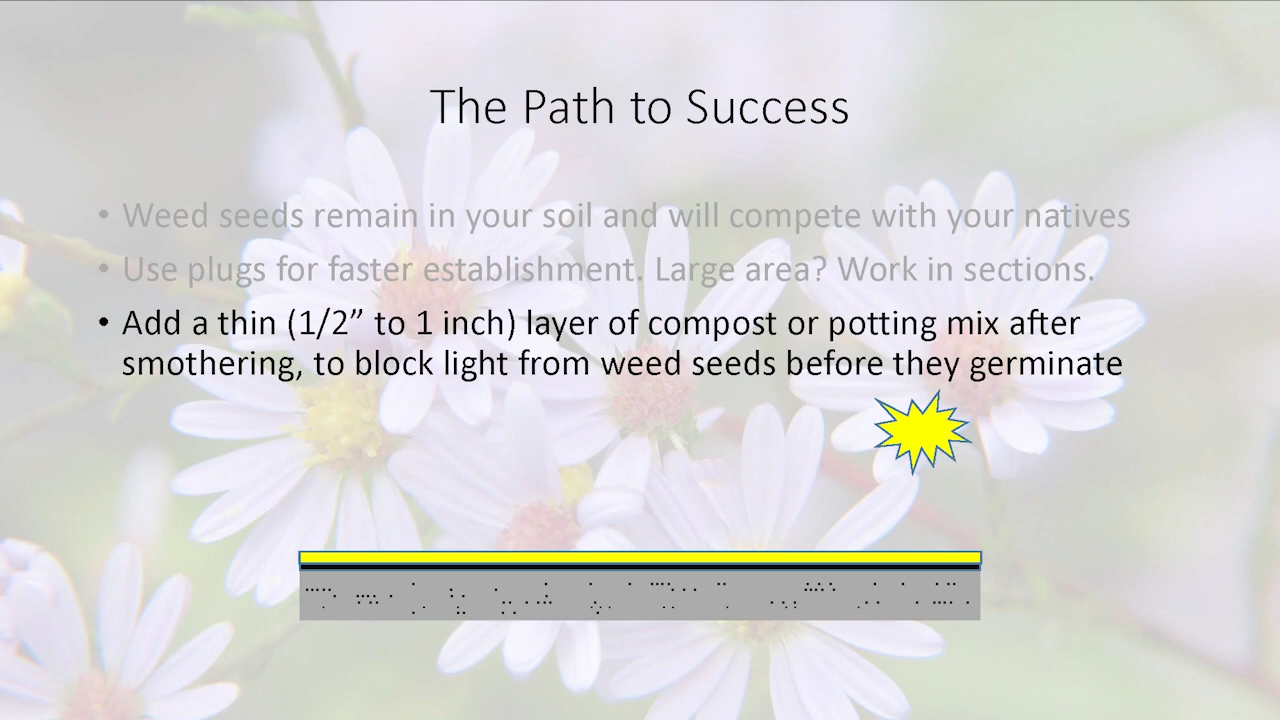 The Path to Success
• Weed seeds remain in your soil and will compete with your natives
• Use plugs for faster establishment. Large area? Work in sections.
• Add a thin (1/2” to 1 inch) layer of compost or potting mix after
smothering, to block light from weed seeds before they germinate